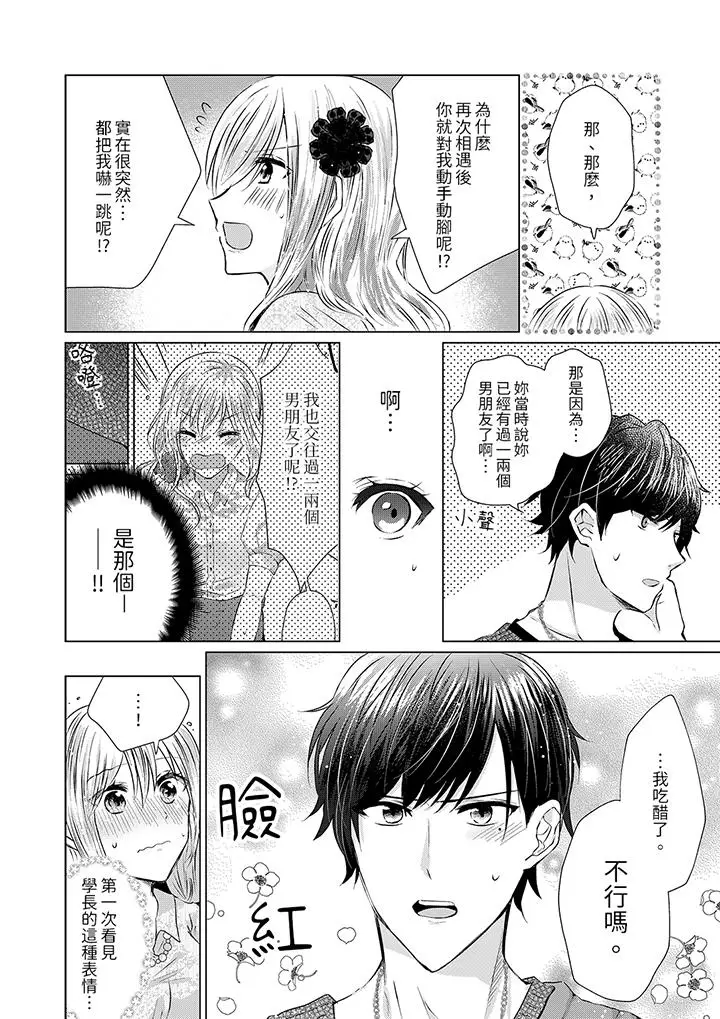 那、那麼，
為什麼
再次相遇後
你就對我動手動腳呢!?
實在很突然…
都把我嚇一跳呢!?
那是因為…
妳當時說妳
已經有過一兩個
男朋友了啊…
小聲
啊…
我也交往過一兩個
男朋友了呢!?
咯噔…
是那個—
——!!
…我吃醋了。
不行嗎。
臉
紅
…！
第一次看見
學長的這種表情…